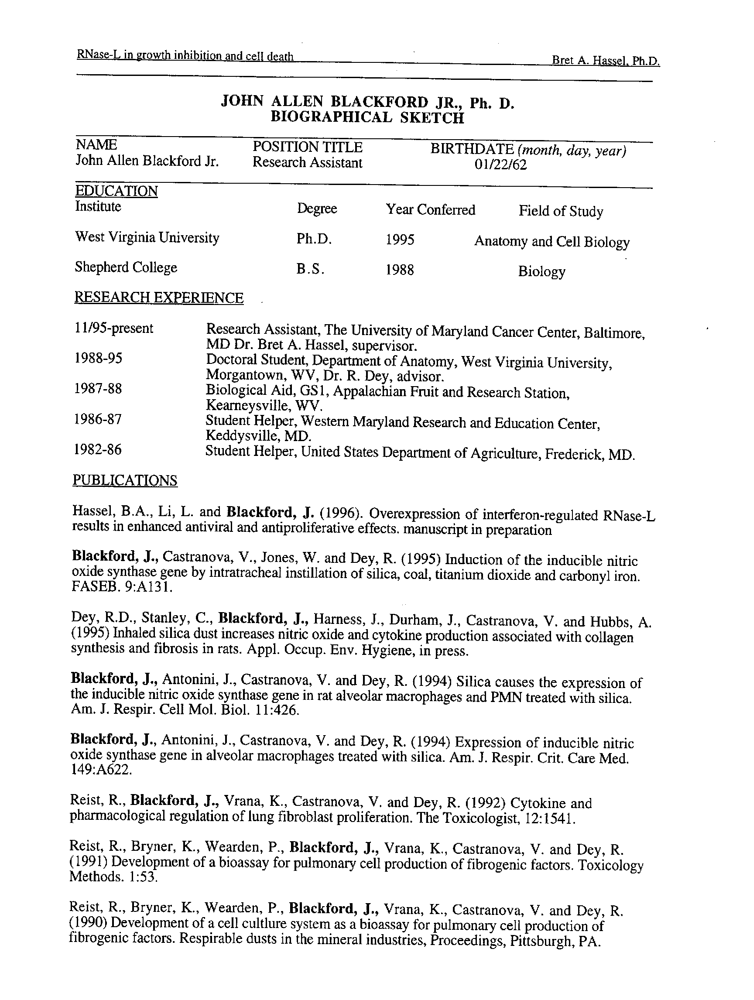 RNase-L in growth inhibition and cell death Bret A. Hassel, Ph.D.
JOHN ALLEN BLACKFORD JR., Ph. D.
BIOGRAPHICAL SKETCH
NAME POSITION TITLE BIRTHDATE (month, day, year)
John Allen Blackford Jr. Research Assistant 01/22/62
EDUCATION
Institute Degree Year Conferred Field of Study
West Virginia University Ph.D. 1995 Anatomy and Cell Biology
Shepherd College B.S. 1988 Biology
RESEARCH EXPERIENCE
11/95-present Research Assistant, The University of Maryland Cancer Center, Baltimore,
MD Dr. Bret A. Hassel, supervisor.
1988-95 Doctoral Student, Department of Anatomy, West Virginia University,
Morgantown, WV, Dr. R. Dey, advisor.
1987-88 Biological Aid, GS1, Appalachian Fruit and Research Station,
Kearneysville, WV.
1986-87 Student Helper, Western Maryland Research and Education Center,
Keddysville, MD.
1982-86 Student Helper, United States Department of Agriculture, Frederick, MD.
PUBLICATIONS
Hassel, B.A., Li, L. and Blackford, J. (1996). Overexpression of interferon-regulated RNase-L
results in enhanced antiviral and antiproliferative effects. manuscript in preparation
Blackford, J., Castranova, V., Jones, W. and Dey, R. (1995) Induction of the inducible nitric
oxide synthase gene by intratracheal instillation of silica, coal, titanium dioxide and carbonyl iron.
FASEB. 9:A131.
Dey, R.D., Stanley, C., Blackford, J., Harness, J., Durham, J., Castranova, V. and Hubbs, A.
(1995) Inhaled silica dust increases nitric oxide and cytokine production associated with collagen
synthesis and fibrosis in rats. Appl. Occup. Env. Hygiene, in press.
Blackford, J., Antonini, J., Castranova, V. and Dey, R. (1994) Silica causes the expression of
the inducible nitric oxide synthase gene in rat alveolar macrophages and PMN treated with silica.
Am. J. Respir. Cell Mol. Biol. 11:426.
Blackford, J., Antonini, J., Castranova, V. and Dey, R. (1994) Expression of inducible nitric
oxide synthase gene in alveolar macrophages treated with silica. Am. J. Respir. Crit. Care Med.
149:A622.
Reist, R., Blackford, J., Vrana, K., Castranova, V. and Dey, R. (1992) Cytokine and
pharmacological regulation of lung fibroblast proliferation. The Toxicologist, 12:1541.
Reist, R., Bryner, K., Wearden, P., Blackford, J., Vrana, K., Castranova, V. and Dey, R.
(1991) Development of a bioassay for pulmonary cell production of fibrogenic factors. Toxicology
Methods. 1:53.
Reist, R., Bryner, K., Wearden, P., Blackford, J., Vrana, K., Castranova, V. and Dey, R.
(1990) Development of a cell cultlure system as a bioassay for pulmonary cell production of
fibrogenic factors. Respirable dusts in the mineral industries, Proceedings, Pittsburgh, PA.